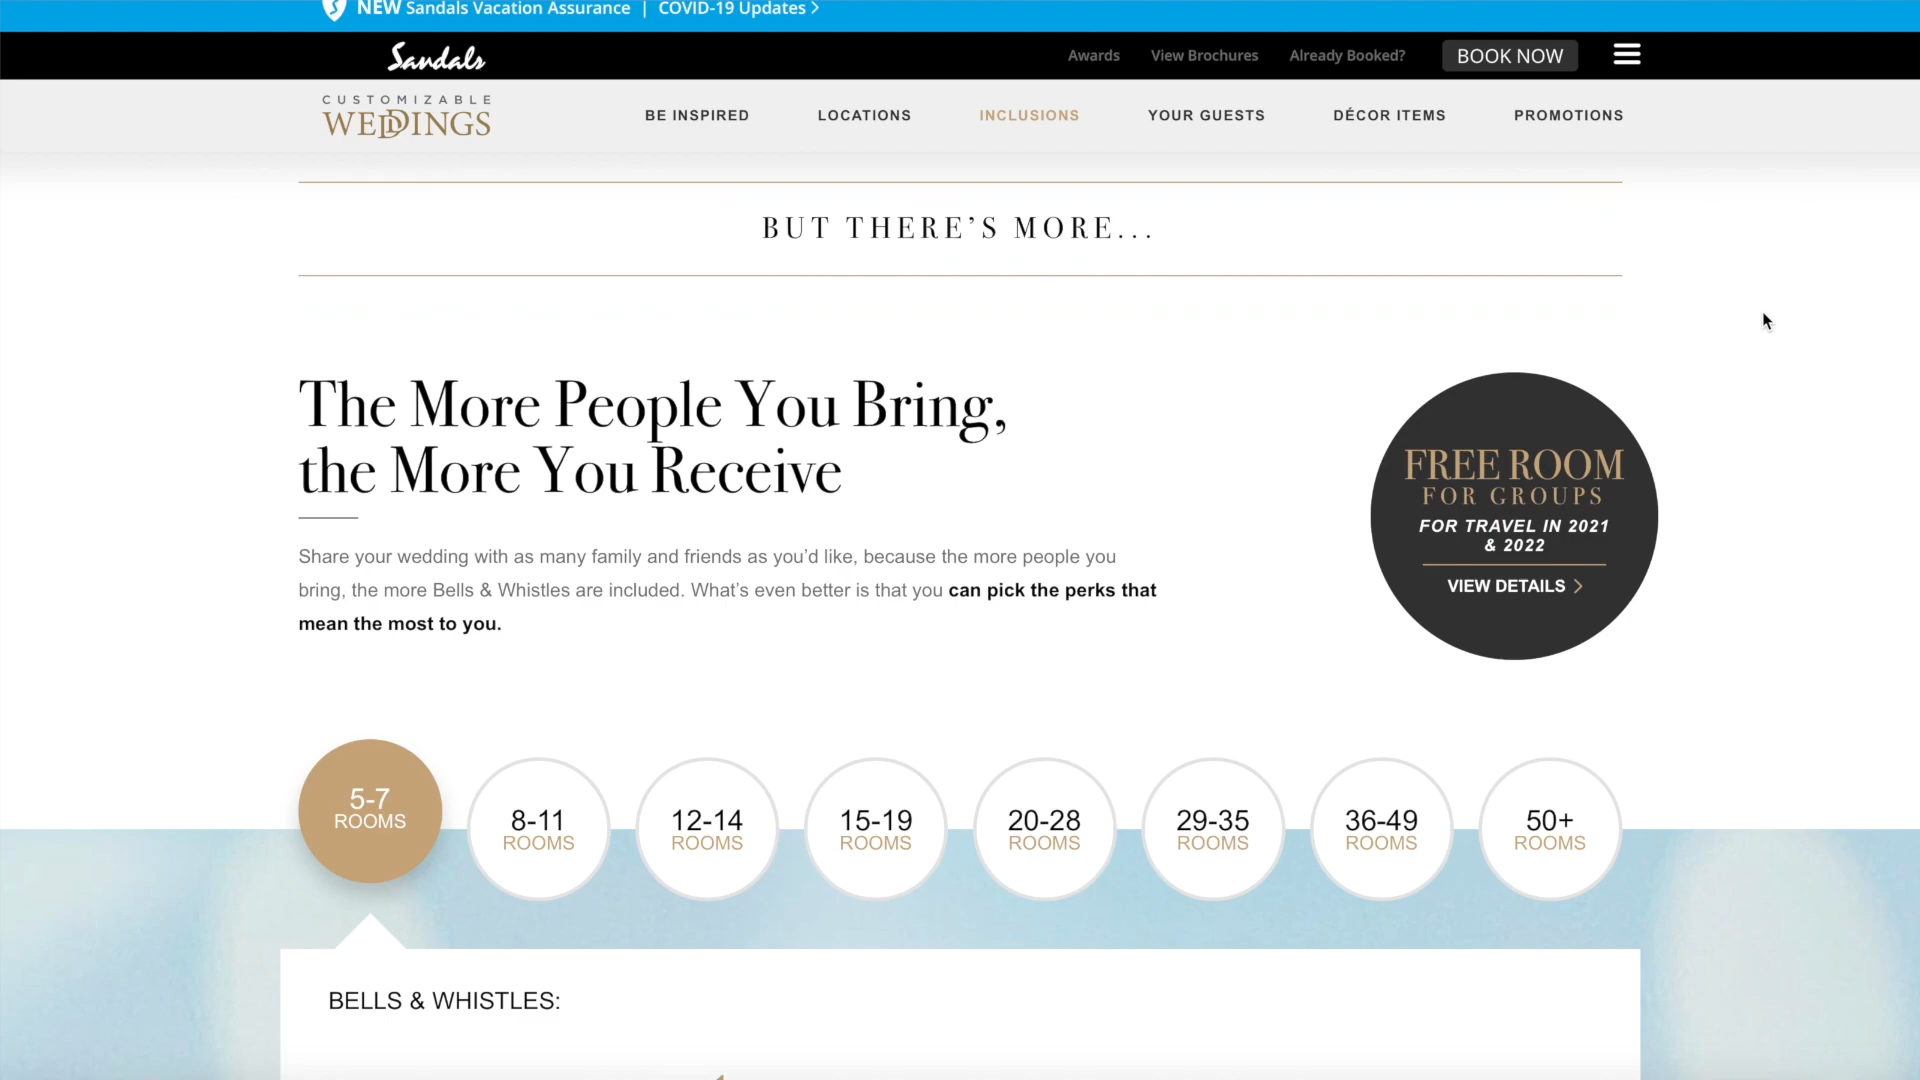 NEW Sandals Vacation Assurance | COVID-19 Updates >
Sandals
Awards View Brochures Already Booked? BOOK NOW
CUSTOMIZABLE
WEDDINGS
BE INSPIRED LOCATIONS INCLUSIONS YOUR GUESTS DÉCOR ITEMS PROMOTIONS
BUT THERE’S MORE...
The More People You Bring,
the More You Receive
Share your wedding with as many family and friends as you’d like, because the more people you
bring, the more Bells & Whistles are included. What’s even better is that you can pick the perks that
mean the most to you.
FREE ROOM
FOR GROUPS
FOR TRAVEL IN 2021
& 2022
VIEW DETAILS >
5-7
ROOMS
8-11
ROOMS
12-14
ROOMS
15-19
ROOMS
20-28
ROOMS
29-35
ROOMS
36-49
ROOMS
50+
ROOMS
BELLS & WHISTLES: